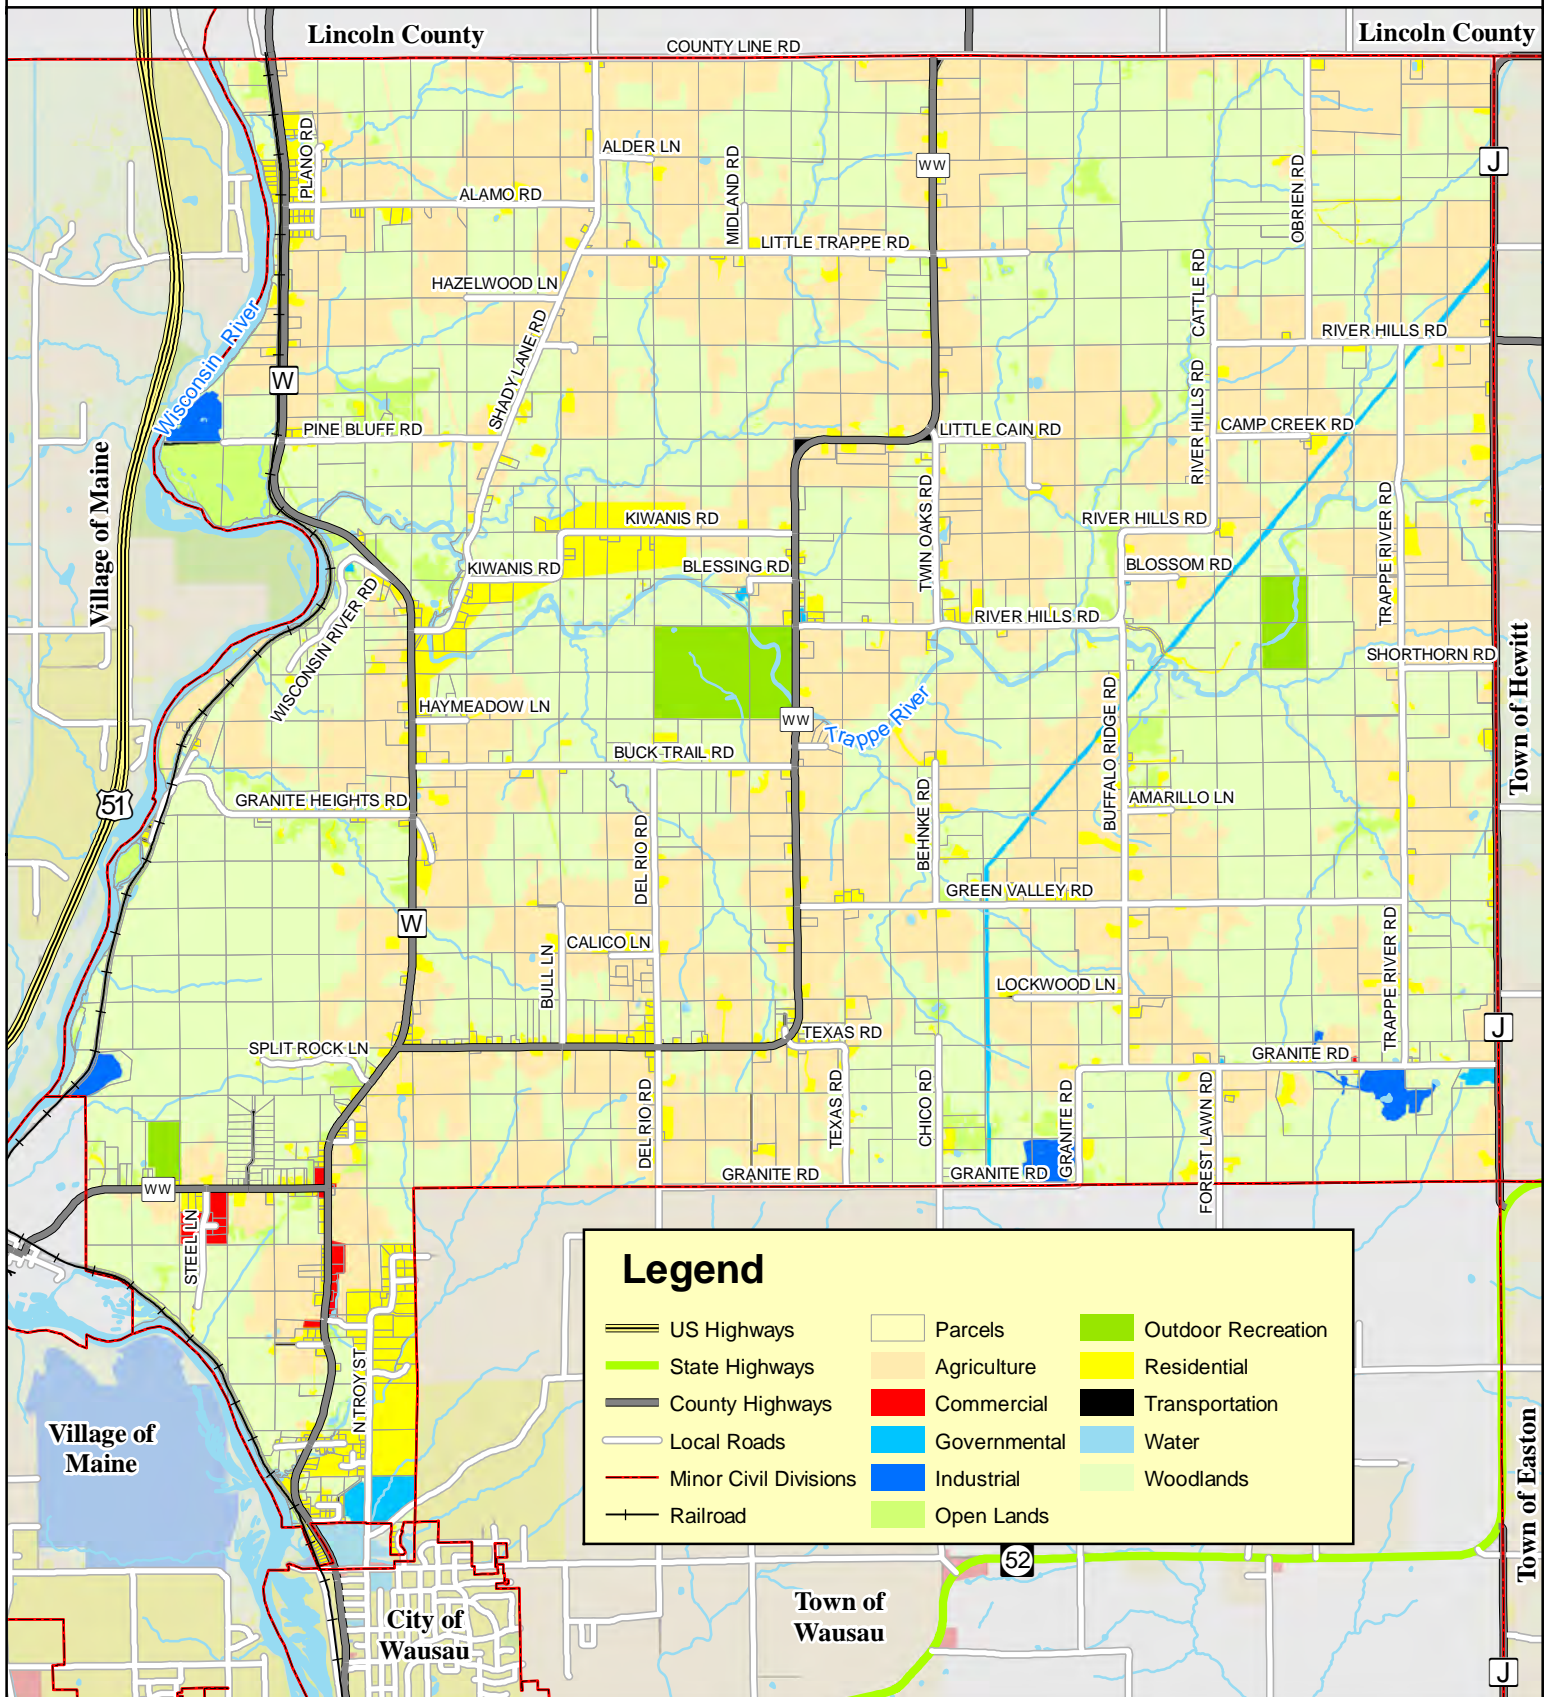 Lincoln County
Lincoln County
COUNTY LINE RD
PLANO RD
ALDER LN
MIDLAND RD
WW
J
OBRIEN RD
ALAMO RD
LITTLE TRAPPE RD
HAZELWOOD LN
CATTLE RD
Wisconsin River
SHADY LANE RD
RIVER HILLS RD
W
RIVER HILLS RD
PINE BLUFF RD
LITTLE CAIN RD
CAMP CREEK RD
Village of Maine
TWIN OAKS RD
TRAPPE RIVER RD
KIWANIS RD
RIVER HILLS RD
KIWANIS RD
BLESSING RD
BLOSSOM RD
WISCONSIN RIVER RD
RIVER HILLS RD
SHORTHORN RD
Town of Hewitt
HAYMEADOW LN
WW
Trappe River
BUFFALO RIDGE RD
BUCK TRAIL RD
51
GRANITE HEIGHTS RD
DEL RIO RD
BEHNKE RD
AMARILLO LN
GREEN VALLEY RD
W
CALICO LN
BULL LN
TRAPPE RIVER RD
LOCKWOOD LN
TEXAS RD
J
SPLIT ROCK LN
GRANITE RD
DEL RIO RD
TEXAS RD
CHICO RD
GRANITE RD
FOREST LAWN RD
GRANITE RD
GRANITE RD
WW
STEEL LN
N TROY ST
Legend
US Highways
State Highways
County Highways
Local Roads
Minor Civil Divisions
Railroad
Parcels
Agriculture
Commercial
Governmental
Industrial
Open Lands
Outdoor Recreation
Residential
Transportation
Water
Woodlands
Village of
Maine
Town of Easton
52
City of
Wausau
Town of
Wausau
J